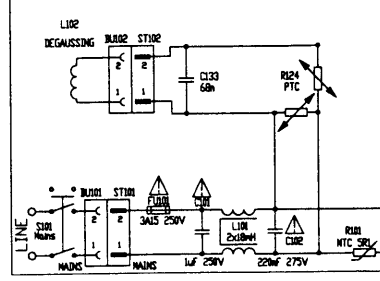 L102
DEGAUSSING
BU102 ST102
2 2
1 1
C133
68n
R124
PTC
LINE
S101
Mains
BU101 ST101
2 2
1 1
MAINS MAINS
FU101
3A15 250V
C101
1uF 250V
L101
2x18mH
C102
220nF 275V
R101
NTC 5R1